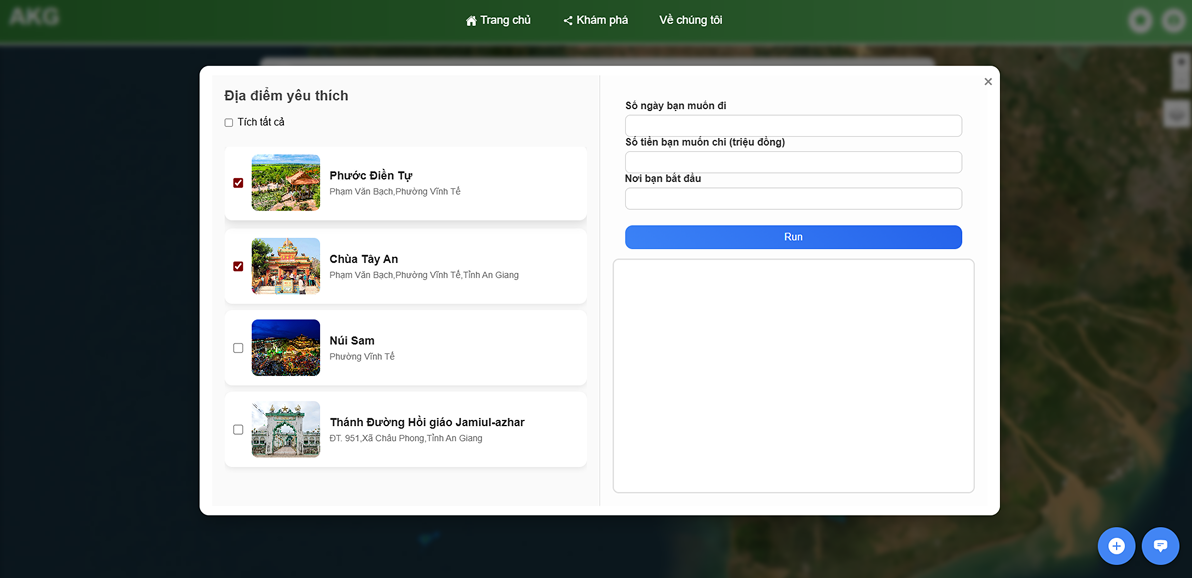 AKG
Trang chủ
Khám phá
Về chúng tôi
Địa điểm yêu thích
Tích tất cả
Phước Điền Tự
Phạm Văn Bạch,Phường Vĩnh Tế
Chùa Tây An
Phạm Văn Bạch,Phường Vĩnh Tế,Tỉnh An Giang
Núi Sam
Phường Vĩnh Tế
Thánh Đường Hồi giáo Jamiul-azhar
ĐT. 951,Xã Châu Phong,Tỉnh An Giang
×
Số ngày bạn muốn đi
Số tiền bạn muốn chi (triệu đồng)
Nơi bạn bắt đầu
Run